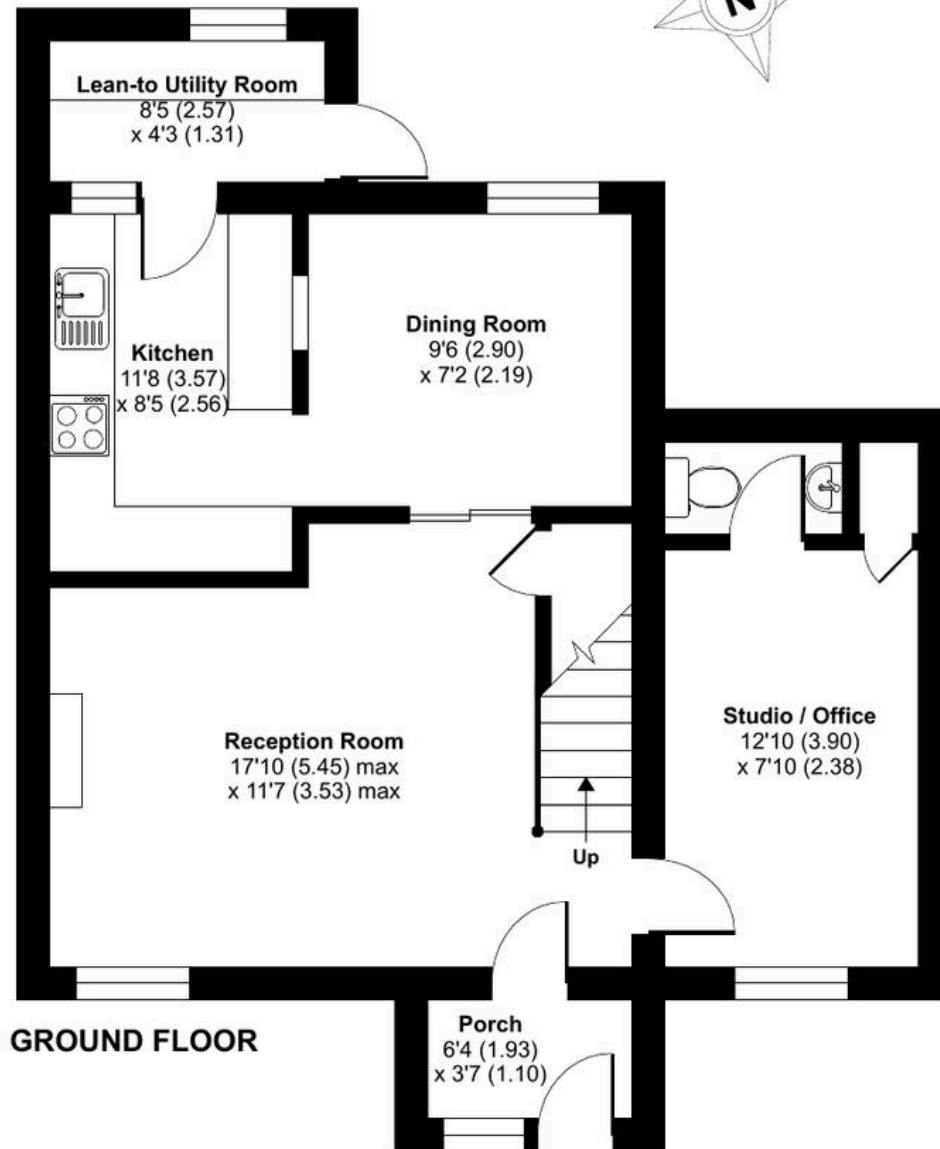 N
Lean-to Utility Room
8'5 (2.57)
x 4'3 (1.31)
Kitchen
11'8 (3.57)
x 8'5 (2.56)
Dining Room
9'6 (2.90)
x 7'2 (2.19)
Reception Room
17'10 (5.45) max
x 11'7 (3.53) max
Up
Studio / Office
12'10 (3.90)
x 7'10 (2.38)
Porch
6'4 (1.93)
x 3'7 (1.10)
GROUND FLOOR